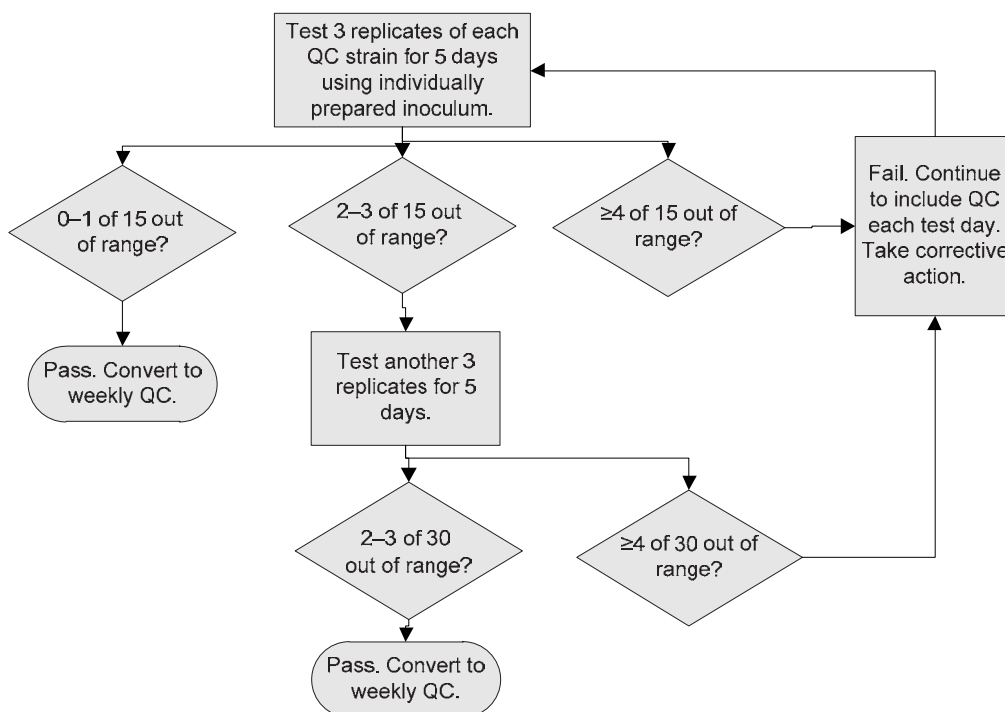 Test 3 replicates of each
QC strain for 5 days
using individually
prepared inoculum.
Fail. Continue
to include QC
each test day.
Take corrective
action.
0–1 of 15 out
of range?
2–3 of 15 out
of range?
≥4 of 15 out of
range?
Pass. Convert to
weekly QC.
Test another 3
replicates for 5
days.
2–3 of 30
out of range?
≥4 of 30 out of
range?
Pass. Convert to
weekly QC.